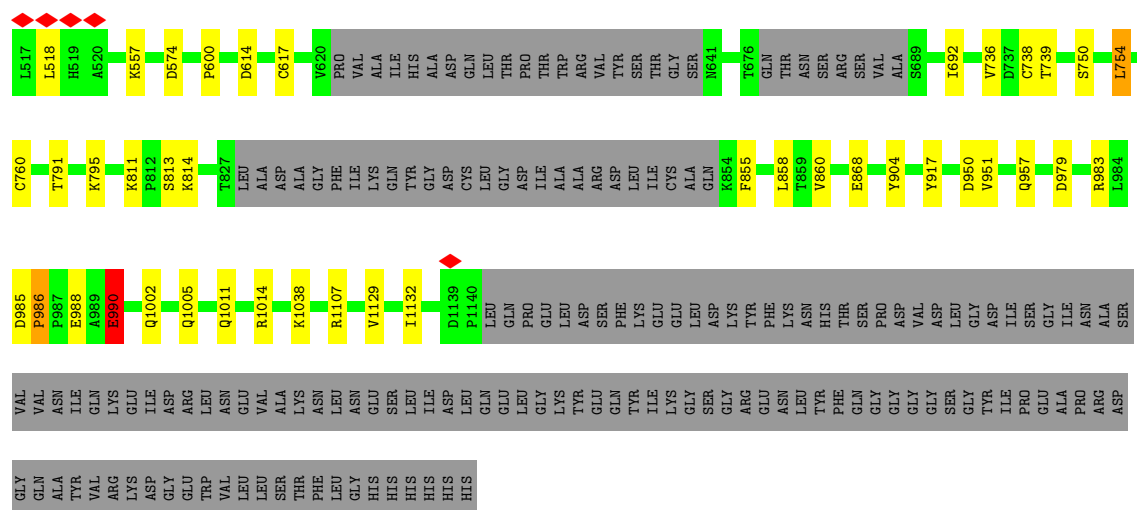 L517 L518 H519 A520 K557 D574 P600 D614 C617 V620 PRO VAL ALA ILE HIS ALA ASP GLN LEU THR PRO THR TRP ARG VAL TYR SER THR GLY SER N641 T676 GLN THR ASN SER ARG SER VAL ALA S689 I692 V736 D737 C738 T739 S750 L754
C760 T791 K795 K811 P812 S813 K814 T827 LEU ALA ASP ALA GLY PHE ILE LYS GLN TYR GLY ASP CYS LEU GLY ASP ILE ALA ALA ARG ASP LEU ILE CYS ALA GLN K854 F855 L858 T859 V860 E868 Y904 Y917 D950 V951 Q957 D979 R983 L984
D985 P986 P987 E988 A989 E990 Q1002 Q1005 Q1011 R1014 K1038 R1107 V1129 I1132 D1139 P1140 LEU GLN PRO GLU LEU ASP SER PHE LYS GLU GLU LEU ASP LYS TYR PHE LYS ASN HIS THR SER PRO ASP VAL ASP LEU GLY ASP ILE SER GLY ILE ASN ALA SER
VAL VAL ASN ILE GLN LYS GLU ILE ASP ARG LEU ASN GLU VAL ALA LYS ASN LEU ASN GLU SER LEU ILE ASP LEU GLN GLU LEU GLY LYS TYR GLU GLN TYR ILE LYS GLY SER GLY ARG GLU ASN LEU TYR PHE GLN GLY GLY GLY GLY SER GLY TYR ILE PRO GLU ALA PRO ARG ASP
GLY GLN ALA TYR VAL ARG LYS ASP GLY GLU TRP VAL LEU LEU SER THR PHE LEU GLY HIS HIS HIS HIS HIS HIS